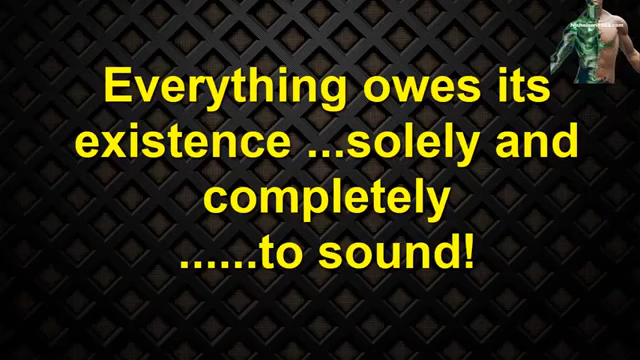 Everything owes its
existence ...solely and
completely
......to sound!